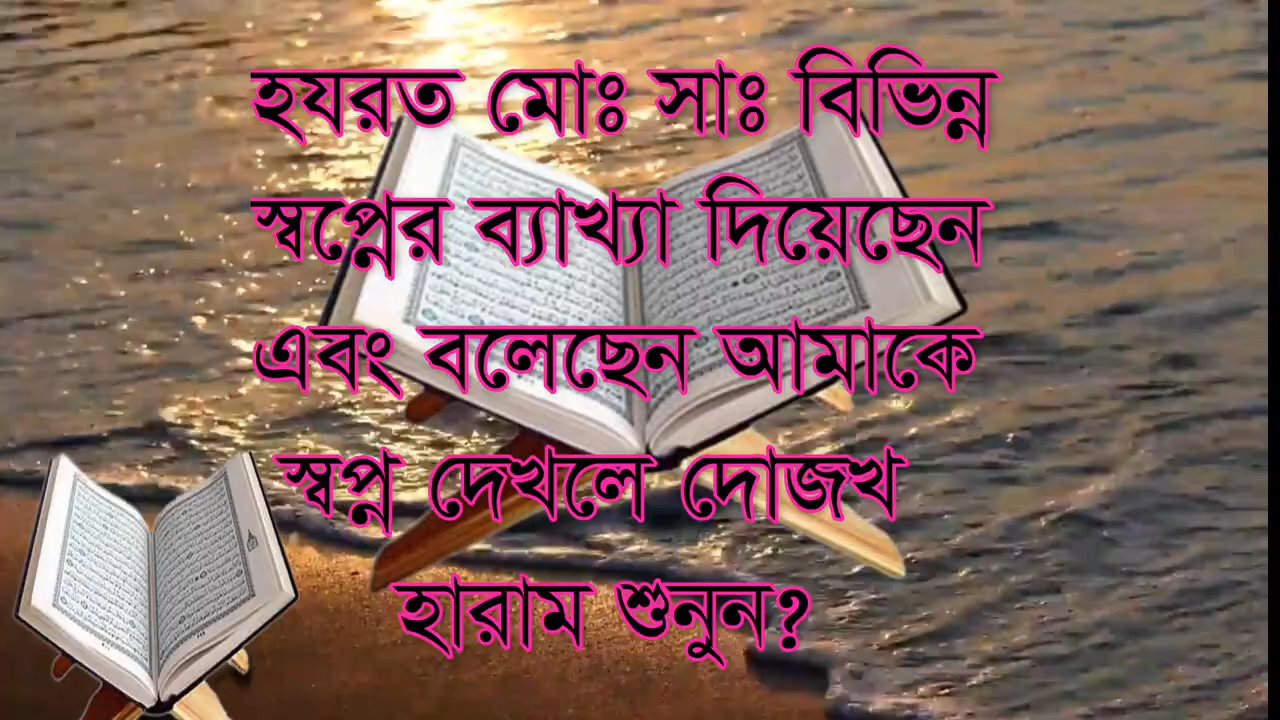 হযরত মোঃ সাঃ বিভিন্ন
স্বপ্নের ব্যাখ্যা দিয়েছেন
এবং বলেছেন আমাকে
স্বপ্ন দেখলে দোজখ
হারাম শুনুন?